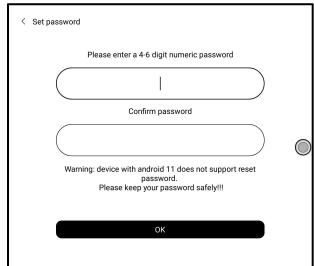 < Set password
Please enter a 4-6 digit numeric password
Confirm password
Warning: device with android 11 does not support reset
password.
Please keep your password safely!!!
OK